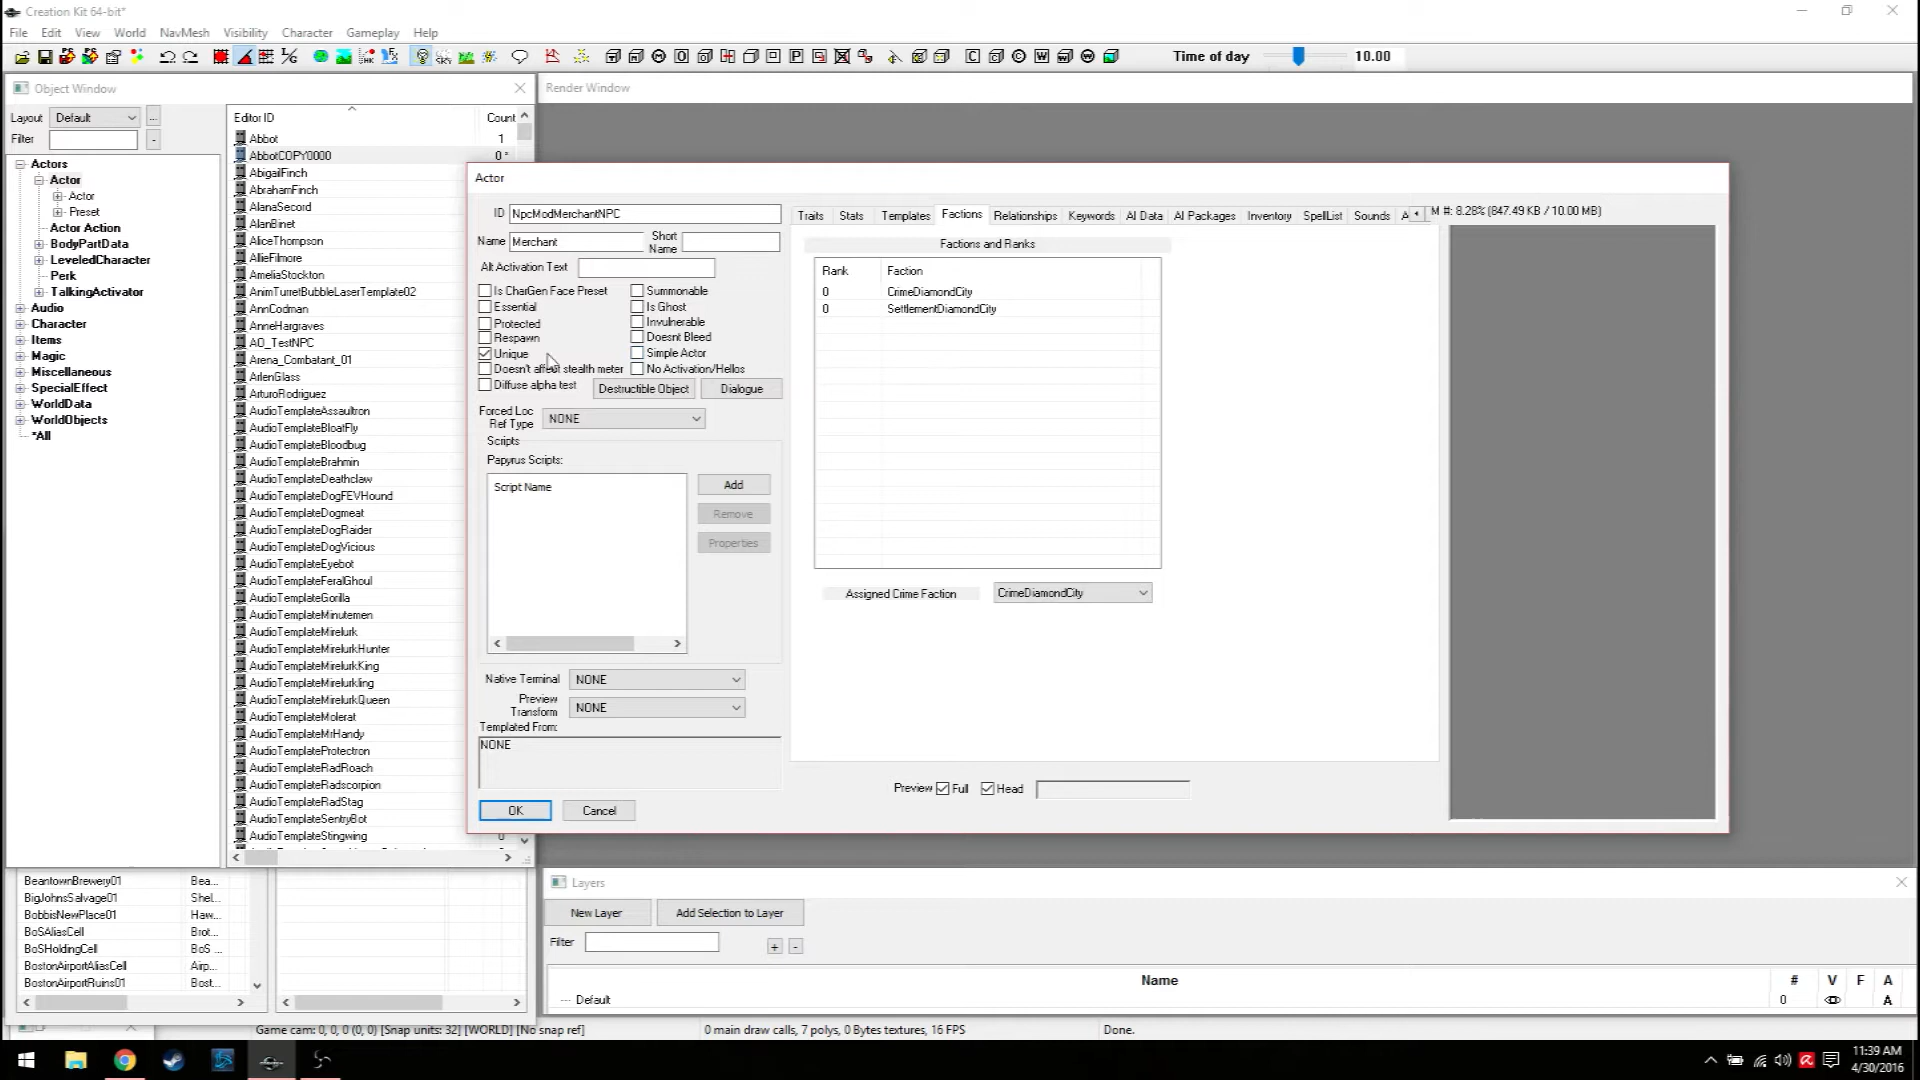 Creation Kit 64-bit*
File Edit View World NavMesh Visibility Character Gameplay Help
Time of day 10.00
Object Window
Render Window
Layout Default ...
Filter -
Actors
Actor
Actor
Preset
Actor Action
BodyPartData
LeveledCharacter
Perk
TalkingActivator
Audio
Character
Items
Magic
Miscellaneous
SpecialEffect
WorldData
WorldObjects
*All
Editor ID Count
Abbot 1
AbbotCOPY0000 0 *
AbigailFinch
AbrahamFinch
AlanaSecord
AlanBinet
AliceThompson
AllieFilmore
AmeliaStockton
AnimTurretBubbleLaserTemplate02
AnnCodman
AnneHargraves
AO_TestNPC
Arena_Combatant_01
ArlenGlass
ArturoRodriguez
AudioTemplateAssaultron
AudioTemplateBloatFly
AudioTemplateBloodbug
AudioTemplateBrahmin
AudioTemplateDeathclaw
AudioTemplateDogFEVHound
AudioTemplateDogmeat
AudioTemplateDogRaider
AudioTemplateDogVicious
AudioTemplateEyebot
AudioTemplateFeralGhoul
AudioTemplateGorilla
AudioTemplateMinutemen
AudioTemplateMirelurk
AudioTemplateMirelurkHunter
AudioTemplateMirelurkKing
AudioTemplateMirelurkling
AudioTemplateMirelurkQueen
AudioTemplateMolerat
AudioTemplateMrHandy
AudioTemplateProtectron
AudioTemplateRadRoach
AudioTemplateRadscorpion
AudioTemplateRadStag
AudioTemplateSentryBot
AudioTemplateStingwing
Actor
ID NpcModMerchantNPC
Name Merchant Short Name
Alt Activation Text
Is CharGen Face Preset Summonable
Essential Is Ghost
Protected Invulnerable
Respawn Doesnt Bleed
Unique Simple Actor
Doesn't affect stealth meter No Activation/Hellos
Diffuse alpha test Destructible Object Dialogue
Forced Loc Ref Type NONE
Scripts
Papyrus Scripts:
Script Name
Add
Remove
Properties
Native Terminal NONE
Preview Transform NONE
Templated From:
NONE
OK Cancel
Traits Stats Templates Factions Relationships Keywords AI Data AI Packages Inventory SpellList Sounds A
M #: 8.28% (847.49 KB / 10.00 MB)
Factions and Ranks
Rank Faction
0 CrimeDiamondCity
0 SettlementDiamondCity
Assigned Crime Faction CrimeDiamondCity
Preview Full Head
BeantownBrewery01 Bea...
BigJohnsSalvage01 Shel...
BobbisNewPlace01 Haw...
BoSAliasCell Brot...
BoSHoldingCell BoS ...
BostonAirportAliasCell Airp...
BostonAirportRuins01 Bost...
Layers
New Layer Add Selection to Layer
Filter + -
Name # V F A
Default 0 A
Game cam: 0, 0, 0 (0, 0) [Snap units: 32] [WORLD] [No snap ref]
0 main draw calls, 7 polys, 0 Bytes textures, 16 FPS
Done.
11:39 AM
4/30/2016